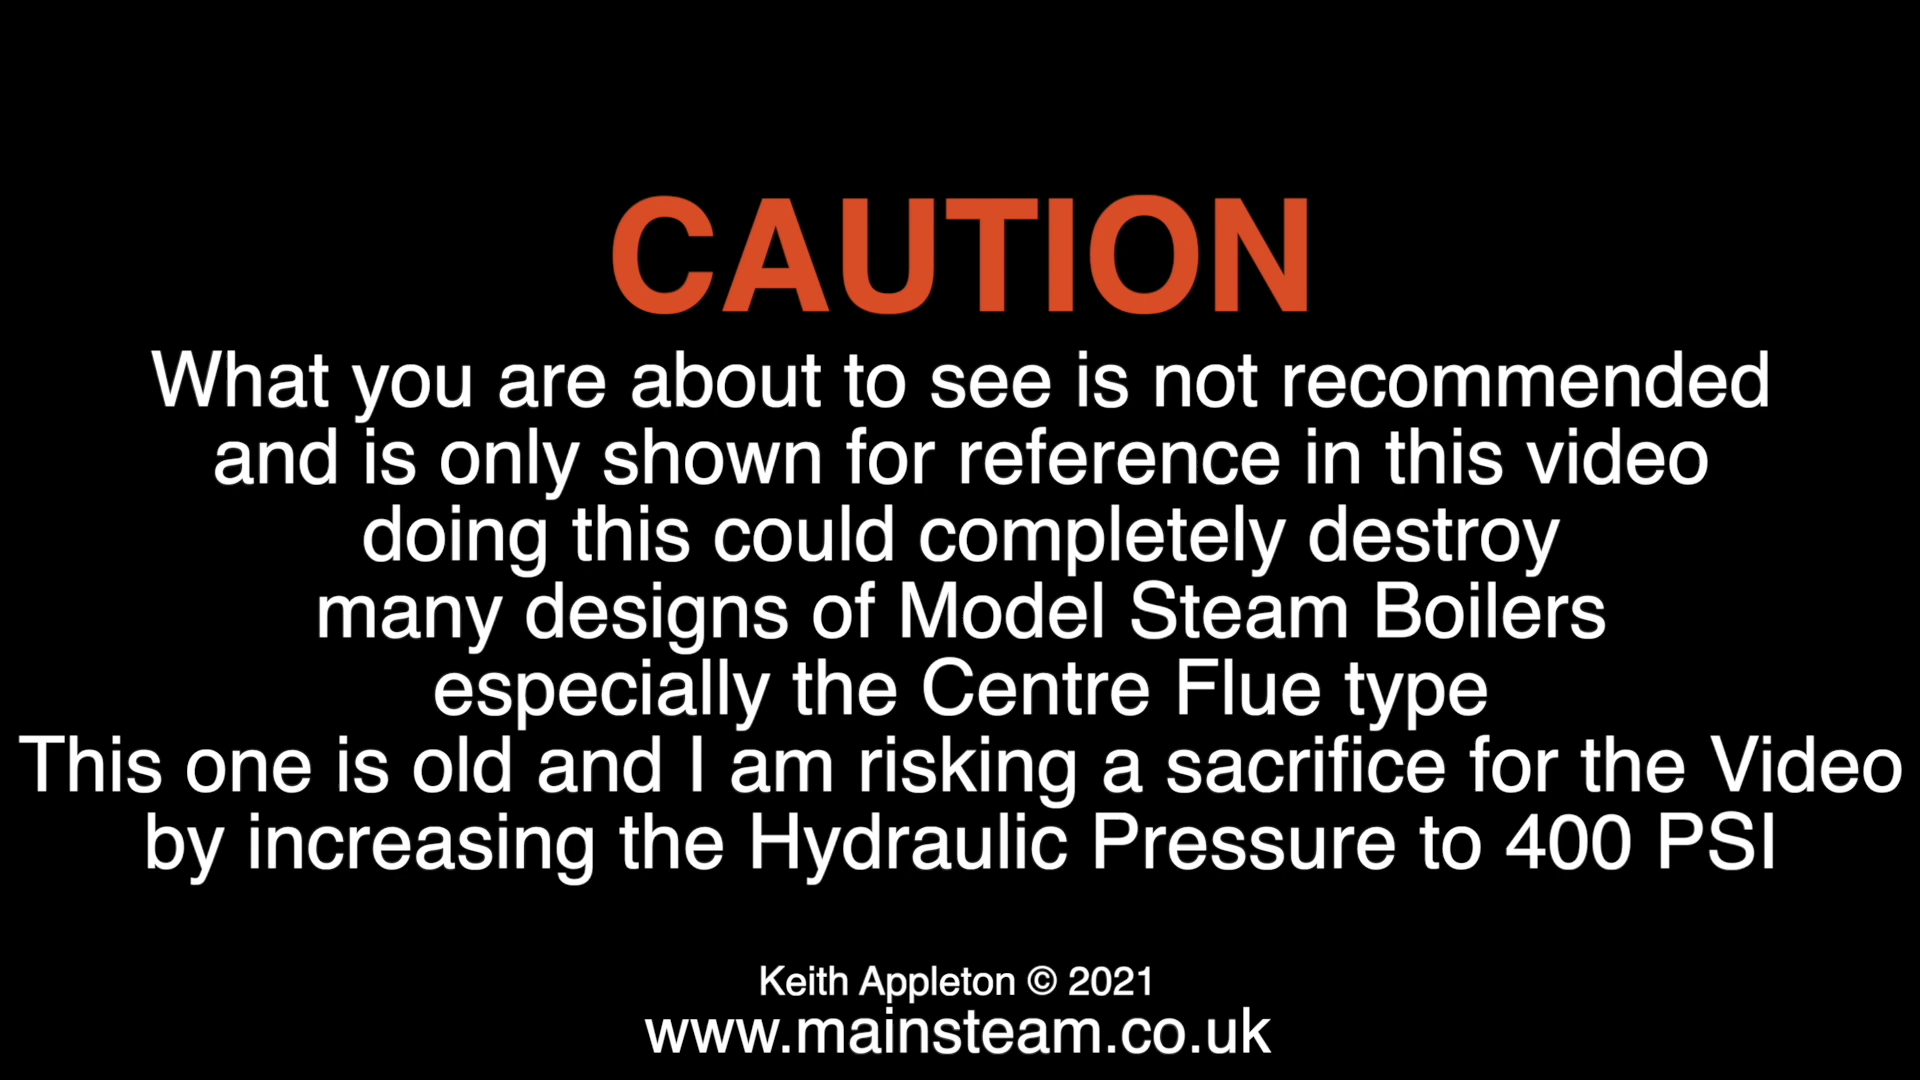 CAUTION
What you are about to see is not recommended
and is only shown for reference in this video
doing this could completely destroy
many designs of Model Steam Boilers
especially the Centre Flue type
This one is old and I am risking a sacrifice for the Video
by increasing the Hydraulic Pressure to 400 PSI
Keith Appleton © 2021
www.mainsteam.co.uk